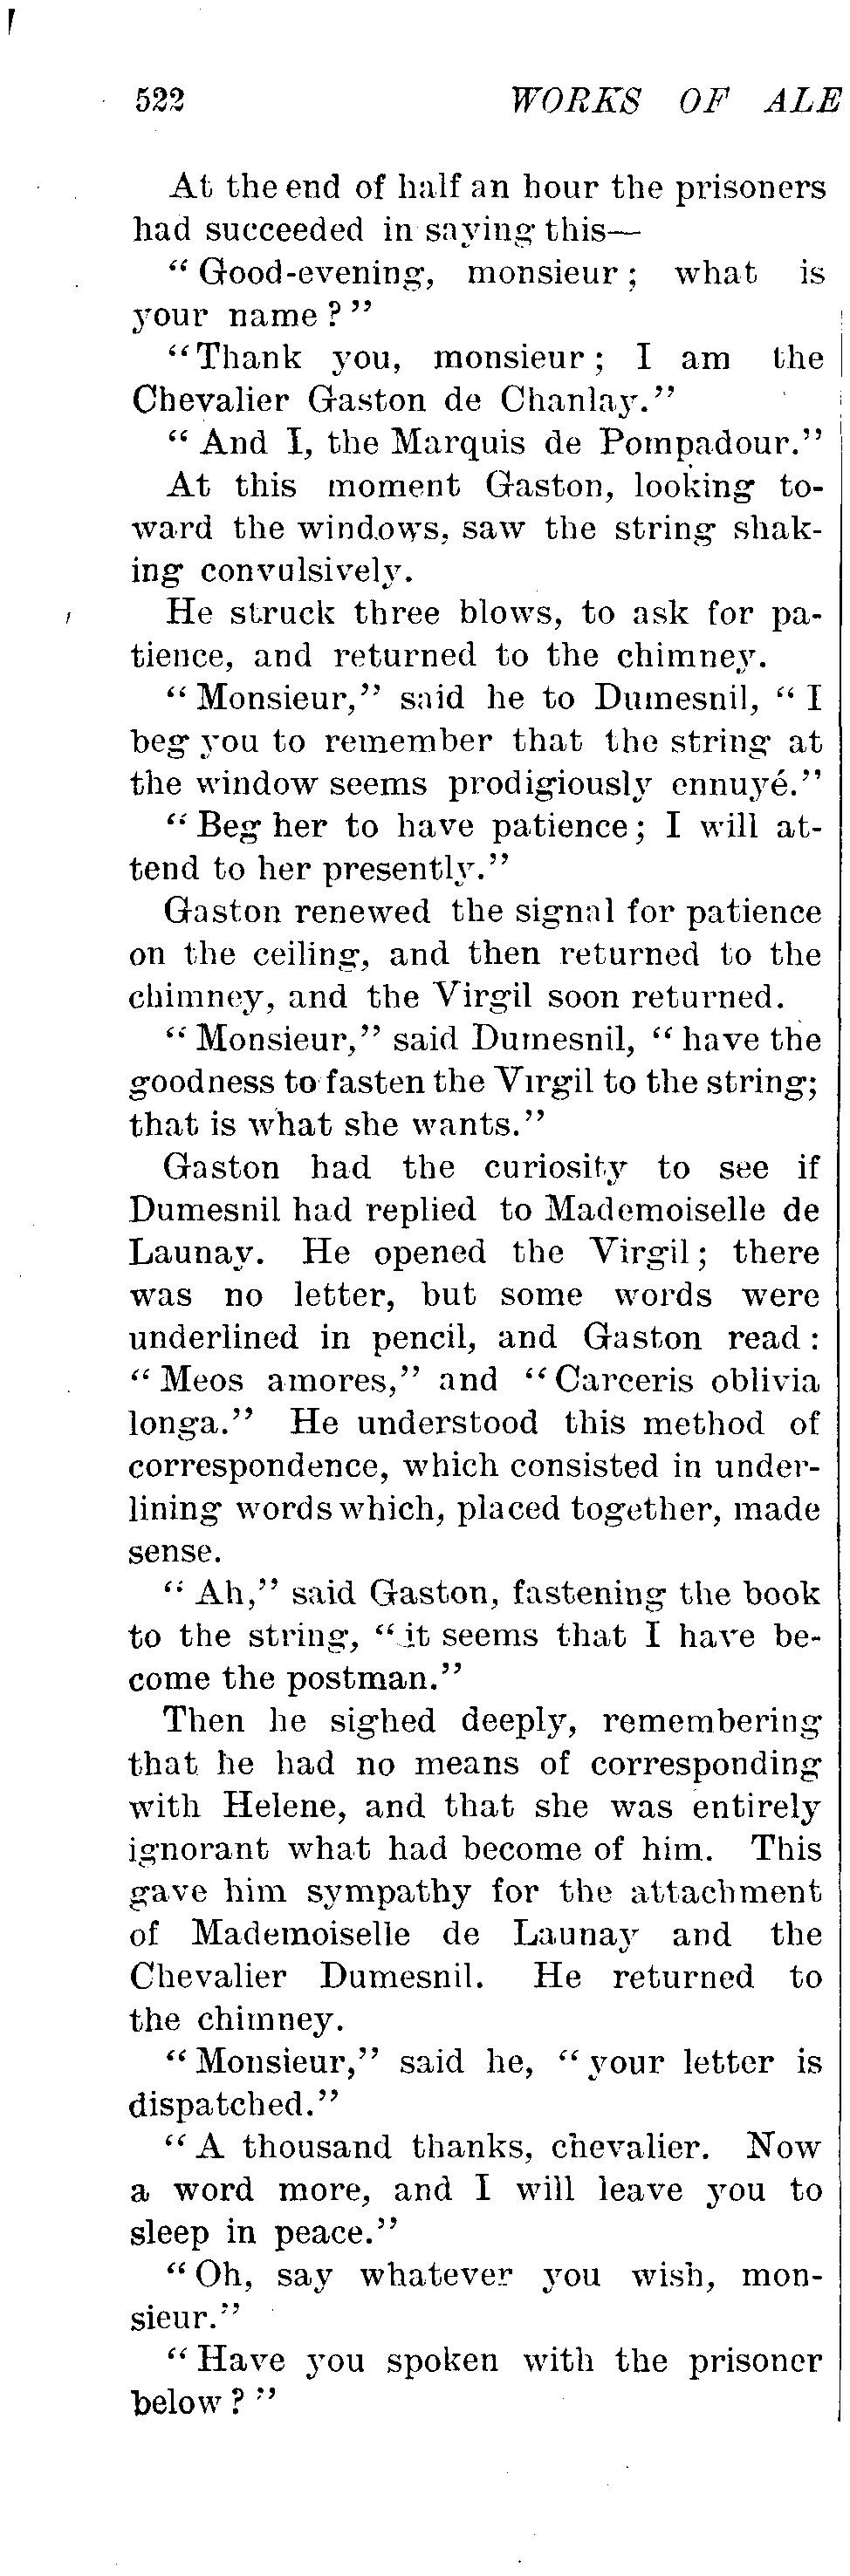 522 WORKS OF ALE
At the end of half an hour the prisoners
had succeeded in saying this—
"Good-evening, monsieur; what is
your name?"
"Thank you, monsieur; I am the
Chevalier Gaston de Chanlay."
"And I, the Marquis de Pompadour."
At this moment Gaston, looking to-
ward the windows, saw the string shak-
ing convulsively.
He struck three blows, to ask for pa-
tience, and returned to the chimney.
"Monsieur," said he to Dumesnil, "I
beg you to remember that the string at
the window seems prodigiously ennuyé."
"Beg her to have patience; I will at-
tend to her presently."
Gaston renewed the signal for patience
on the ceiling, and then returned to the
chimney, and the Virgil soon returned.
"Monsieur," said Dumesnil, "have the
goodness to fasten the Virgil to the string;
that is what she wants."
Gaston had the curiosity to see if
Dumesnil had replied to Mademoiselle de
Launay. He opened the Virgil; there
was no letter, but some words were
underlined in pencil, and Gaston read:
"Meos amores," and "Carceris oblivia
longa." He understood this method of
correspondence, which consisted in under-
lining words which, placed together, made
sense.
"Ah," said Gaston, fastening the book
to the string, "it seems that I have be-
come the postman."
Then he sighed deeply, remembering
that he had no means of corresponding
with Helene, and that she was entirely
ignorant what had become of him. This
gave him sympathy for the attachment
of Mademoiselle de Launay and the
Chevalier Dumesnil. He returned to
the chimney.
"Monsieur," said he, "your letter is
dispatched."
"A thousand thanks, chevalier. Now
a word more, and I will leave you to
sleep in peace."
"Oh, say whatever you wish, mon-
sieur."
"Have you spoken with the prisoner
below?"